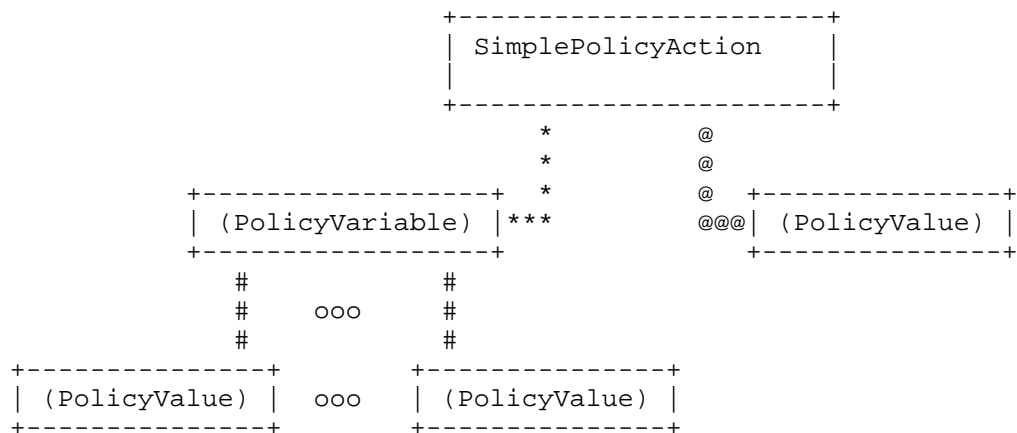 SimplePolicyAction
* @
* @
* @
(PolicyVariable) *** @@@ (PolicyValue)
# #
# ooo #
# #
(PolicyValue) ooo (PolicyValue)